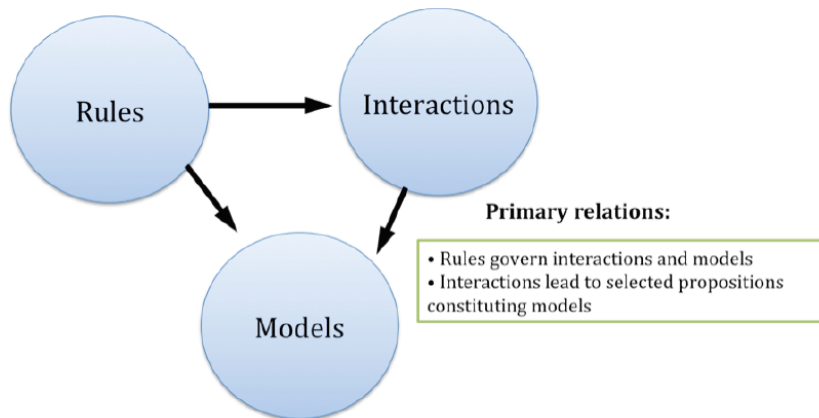 Rules
Interactions
Models
Primary relations:
• Rules govern interactions and models
• Interactions lead to selected propositions
constituting models